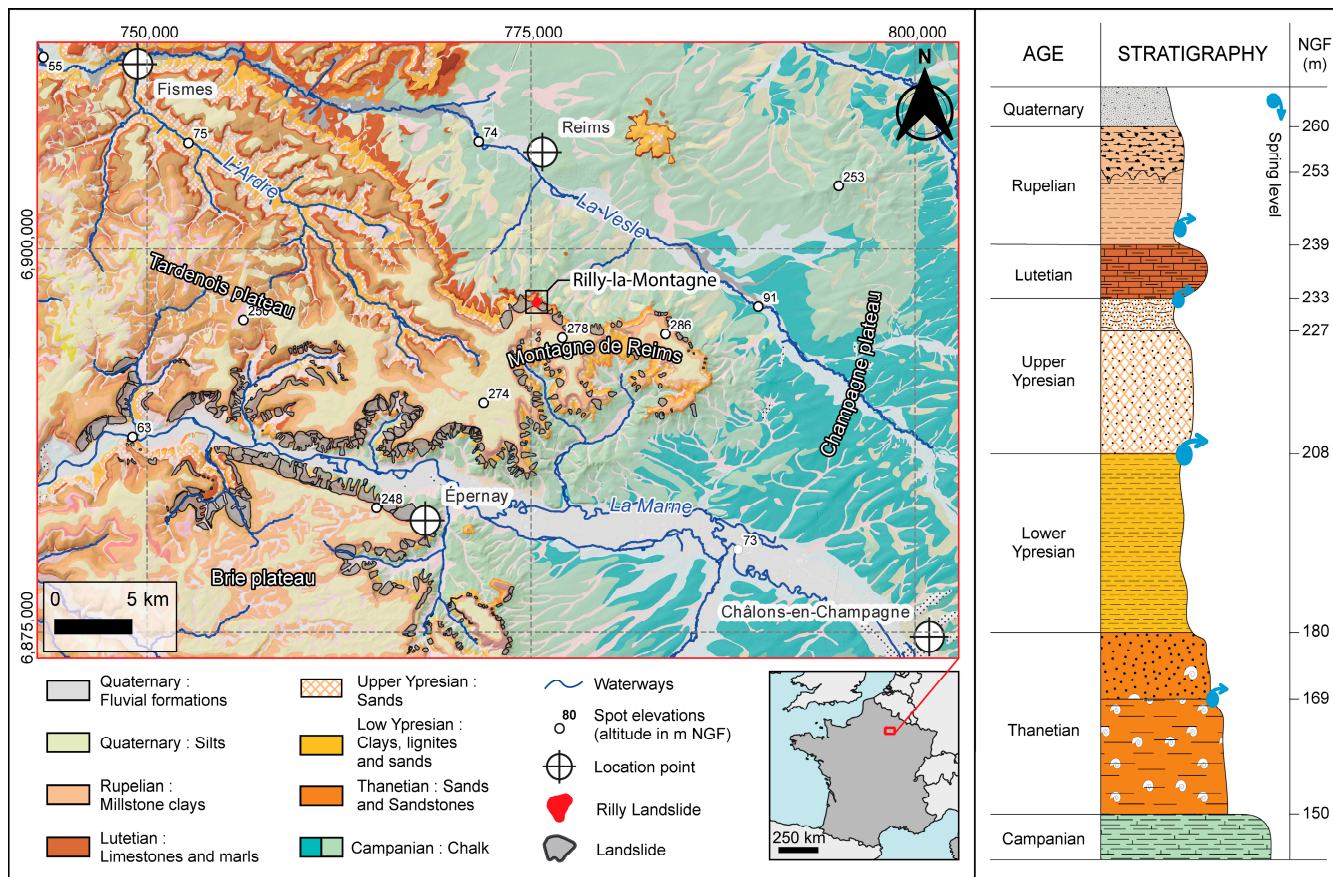 750,000
775,000
800,000
N
55
Fismes
75
74
Reims
L'Ardre
253
La Vesle
6,900,000
Tardenois plateau
Rilly-la-Montagne
91
278
286
Montagne de Reims
Champagne plateau
274
63
248
Épernay
La Marne
73
Brie plateau
0 5 km
Châlons-en-Champagne
6,875,000
Quaternary :
Fluvial formations
Quaternary : Silts
Rupelian :
Millstone clays
Lutetian :
Limestones and marls
Upper Ypresian :
Sands
Low Ypresian :
Clays, lignites
and sands
Thanetian : Sands
and Sandstones
Campanian : Chalk
Waterways
80
Spot elevations
(altitude in m NGF)
Location point
Rilly Landslide
Landslide
250 km
AGE
STRATIGRAPHY
NGF
(m)
Quaternary
Spring level
260
Rupelian
253
239
Lutetian
233
227
Upper
Ypresian
208
Lower
Ypresian
180
169
Thanetian
150
Campanian